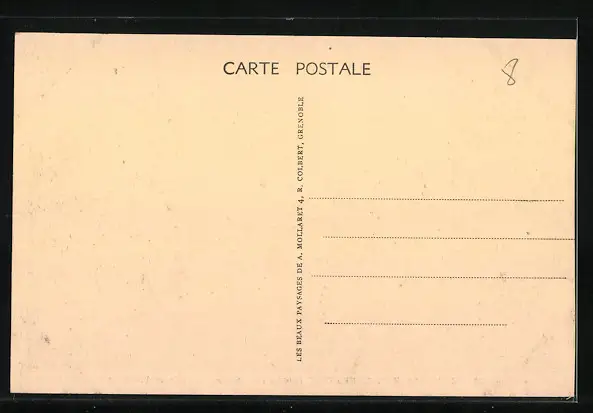 CARTE POSTALE
8
LES BEAUX PAYSAGES DE A. MOLLARET 4, R. COLBERT, GRENOBLE